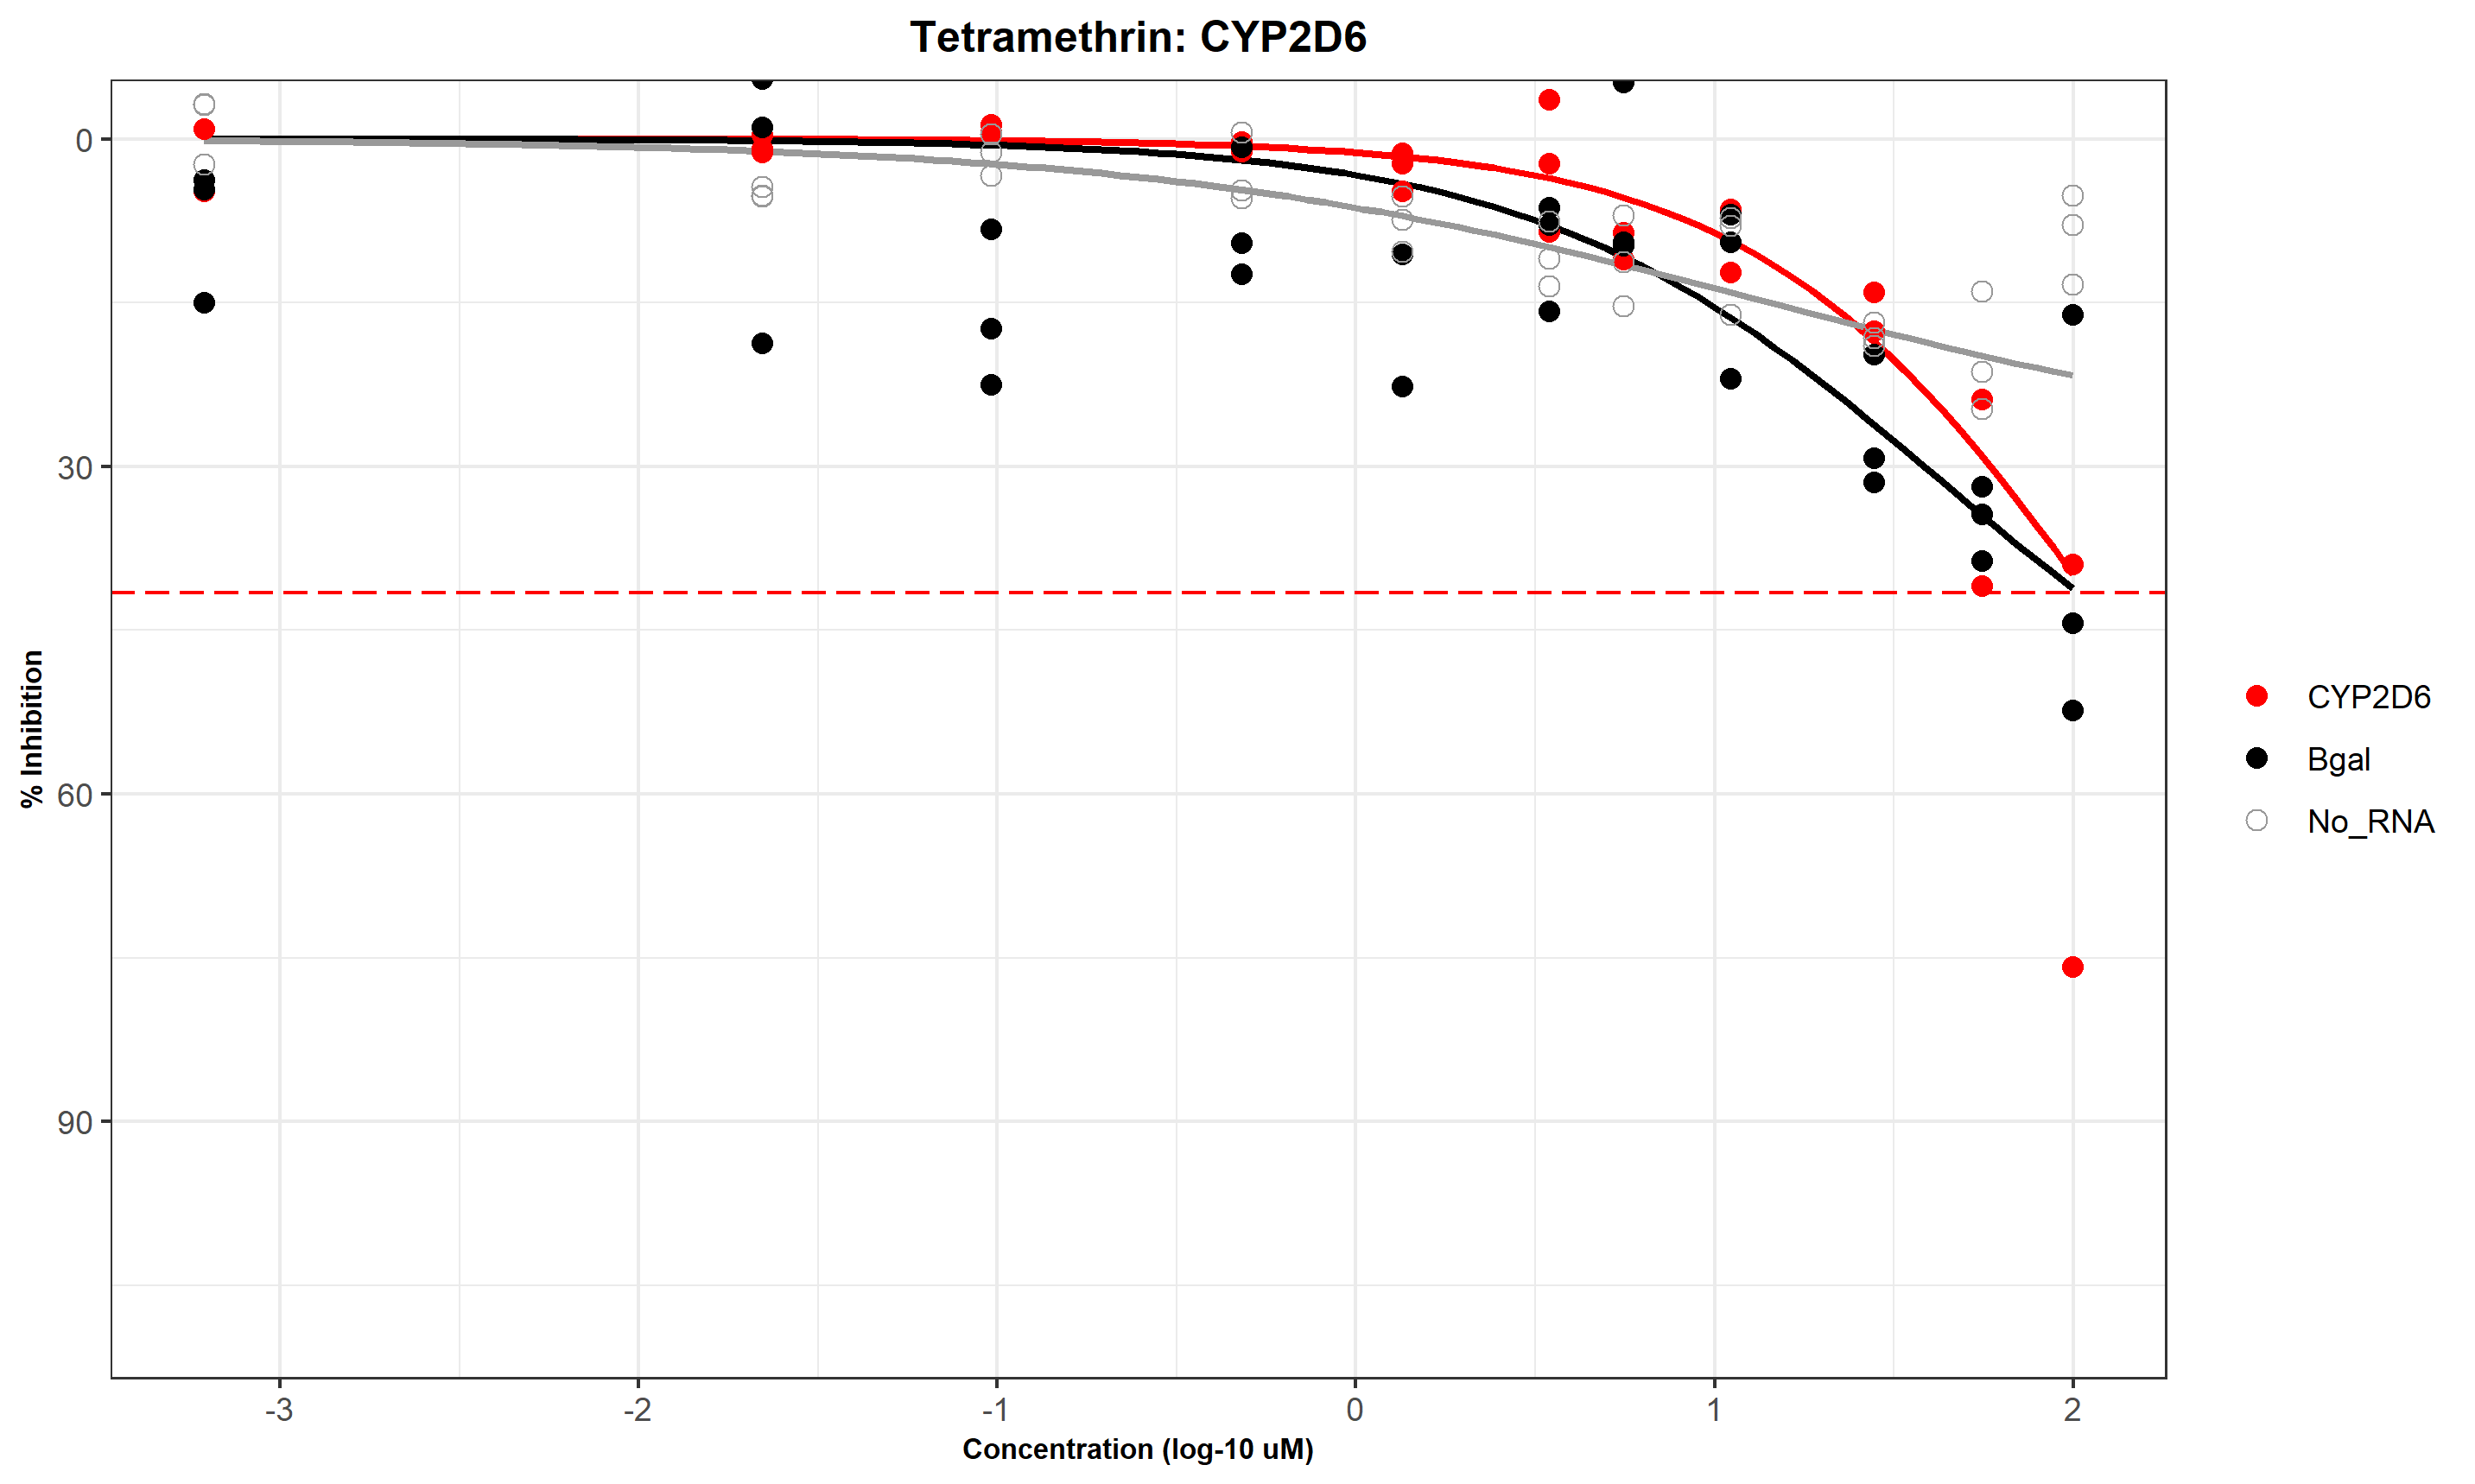 Tetramethrin: CYP2D6
0
30
60
90
% Inhibition
-3
-2
-1
0
1
2
Concentration (log-10 uM)
CYP2D6
Bgal
No_RNA